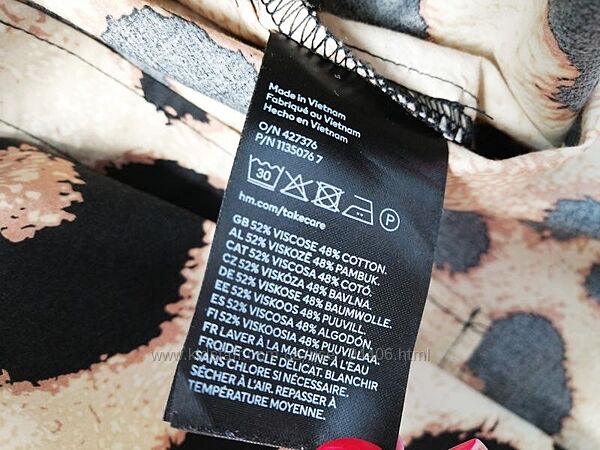 Made in Vietnam
Fabriqué au Vietnam
Hecho en Vietnam
O/N 427376
P/N 1135076 7
30
P
hm.com/takecare
GB 52% VISCOSE 48% COTTON.
AL 52% VISKOZË 48% PAMBUK.
CAT 52% VISCOSA 48% COTÓ.
CZ 52% VISKÓZA 48% BAVLNA.
DE 52% VISKOSE 48% BAUMWOLLE.
EE 52% VISKOOS 48% PUUVILL.
ES 52% VISCOSA 48% ALGODÓN.
FI 52% VISKOOSIA 48% PUUVILLAA.
FR LAVER À LA MACHINE À L'EAU
FROIDE, CYCLE DÉLICAT. BLANCHIR
SANS CHLORE SI NÉCESSAIRE.
SÉCHER À L'AIR. REPASSER À
TEMPÉRATURE MOYENNE.